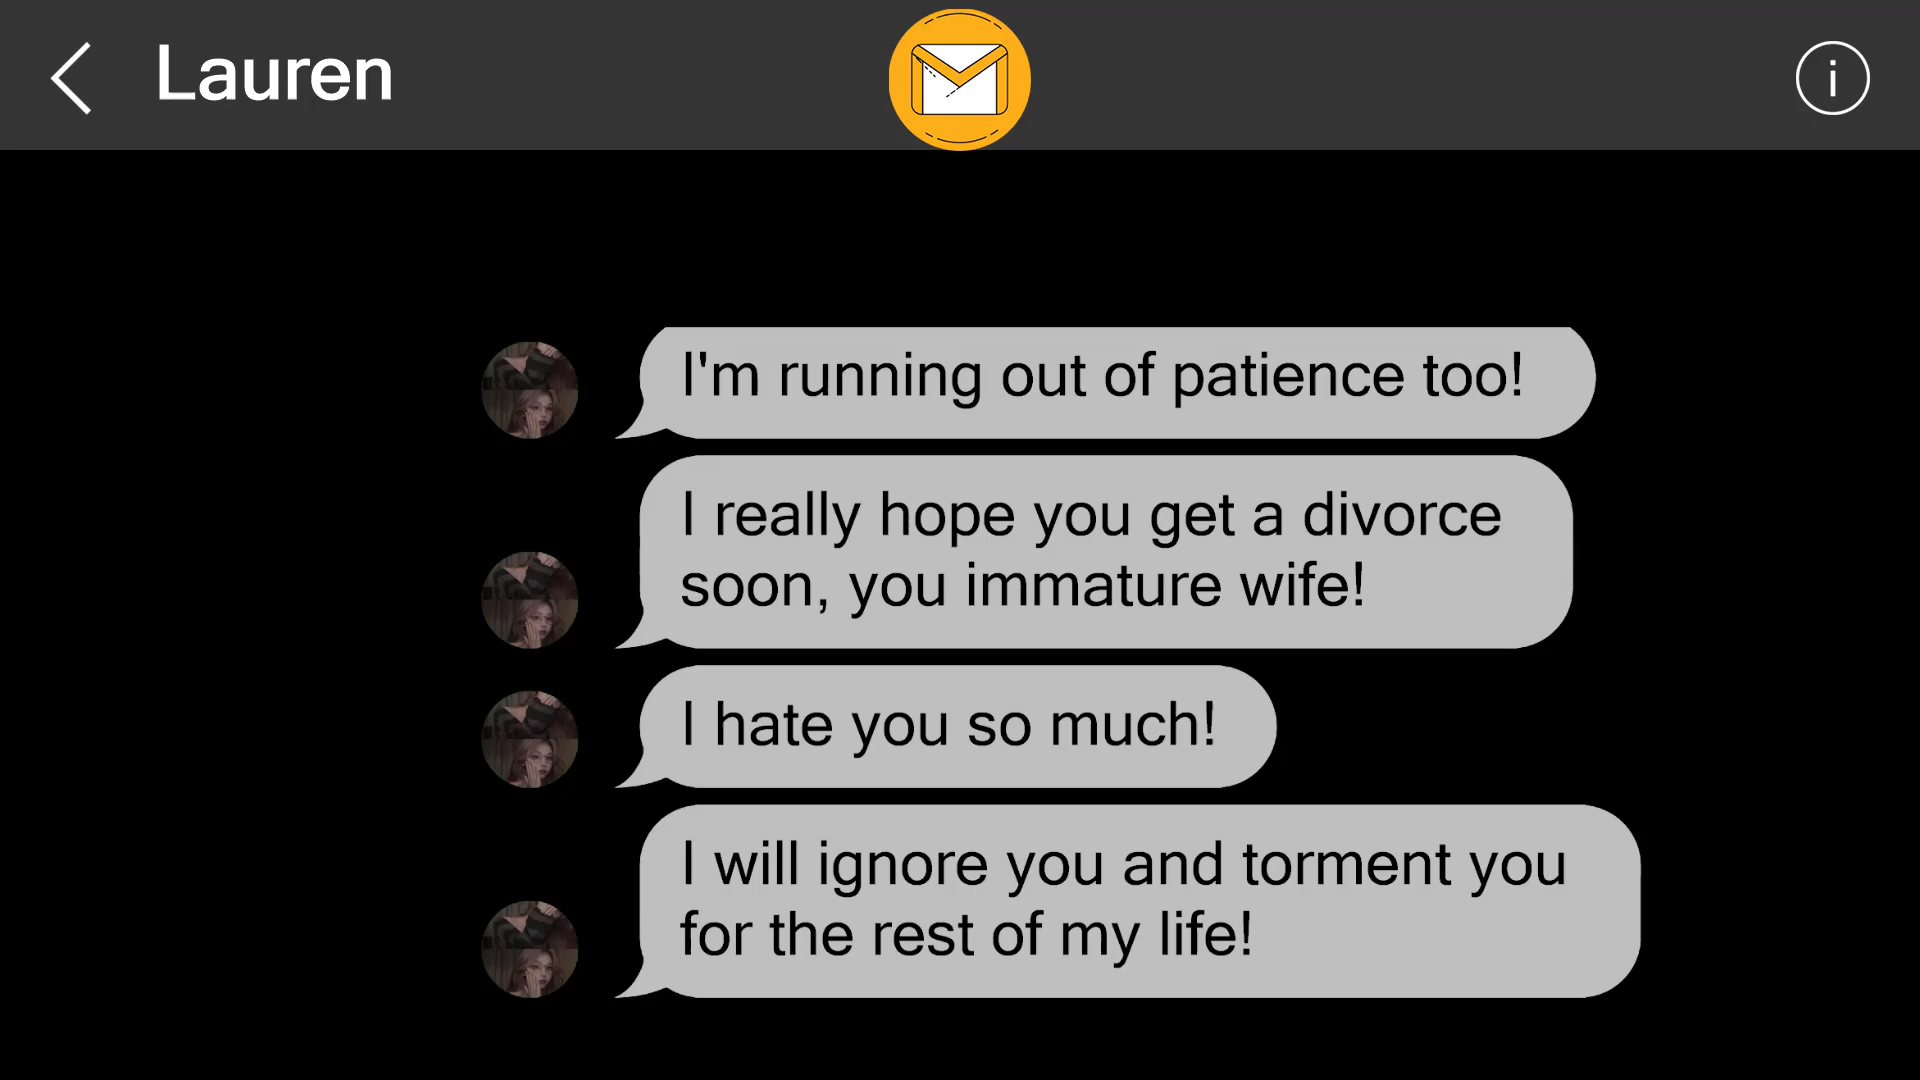 Lauren
i
I'm running out of patience too!
I really hope you get a divorce
soon, you immature wife!
I hate you so much!
I will ignore you and torment you
for the rest of my life!